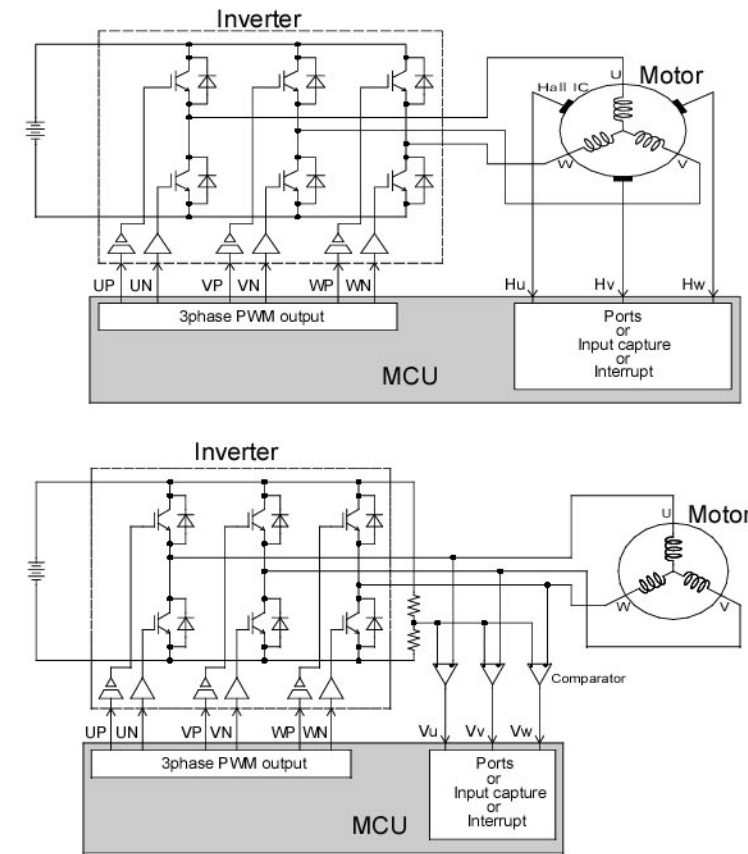 Inverter
Motor
Hall IC
U
W
V
UP UN VP VN WP WN
Hu Hv Hw
3phase PWM output
Ports
or
Input capture
or
Interrupt
MCU
Inverter
Motor
U
W
V
Comparator
UP UN VP VN WP WN
Vu Vv Vw
3phase PWM output
Ports
or
Input capture
or
Interrupt
MCU